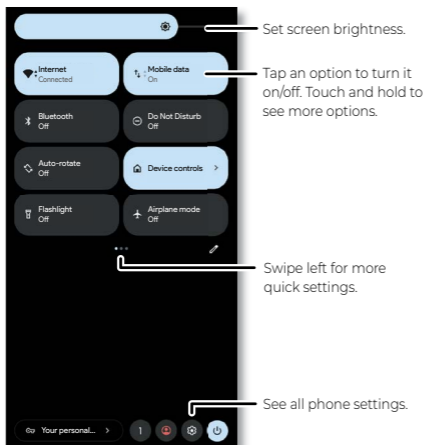 Set screen brightness.
Internet
Connected
Mobile data
On
Tap an option to turn it
on/off. Touch and hold to
see more options.
Bluetooth
Off
Do Not Disturb
Off
Auto-rotate
Off
Device controls
Flashlight
Off
Airplane mode
Off
Swipe left for more
quick settings.
See all phone settings.
Your personal...
1